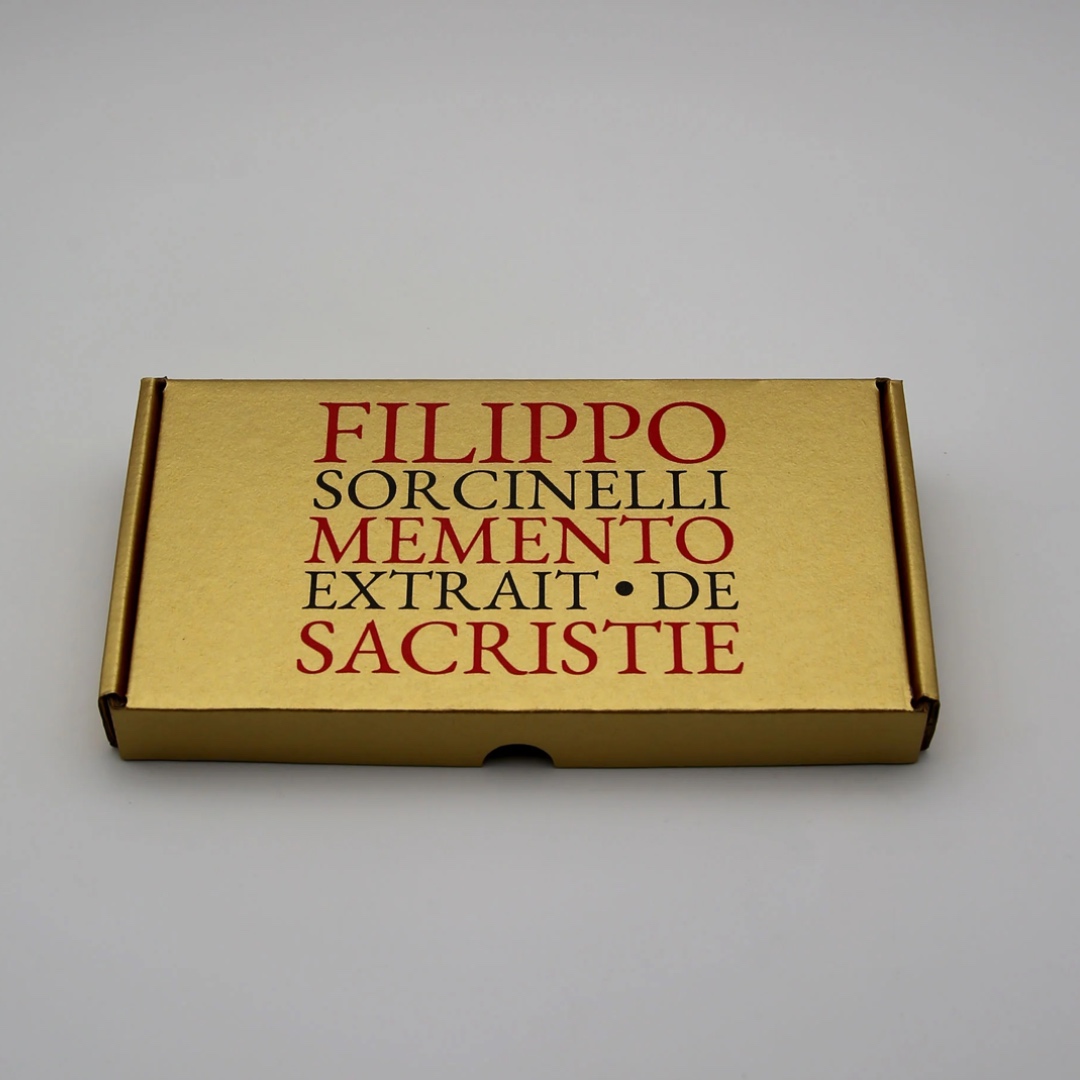 FILIPPO
SORCINELLI
MEMENTO
EXTRAIT • DE
SACRISTIE